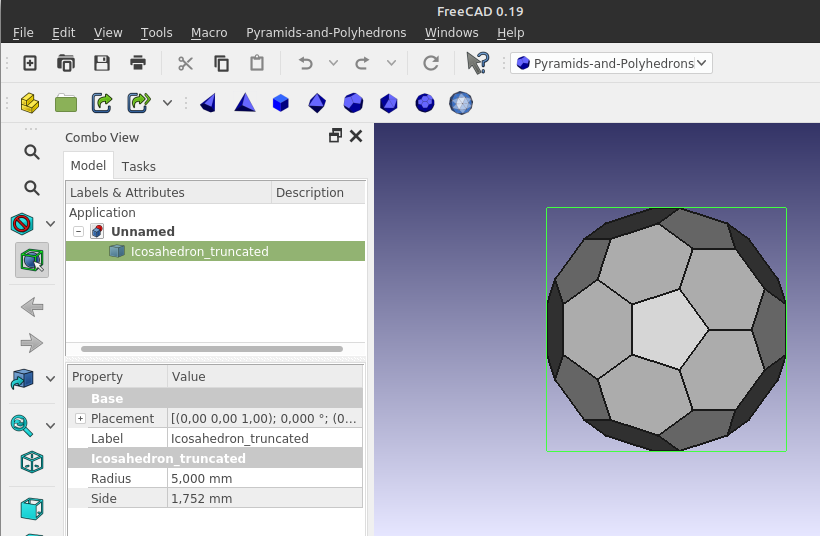 FreeCAD 0.19
File Edit View Tools Macro Pyramids-and-Polyhedrons Windows Help
Pyramids-and-Polyhedrons
Combo View
Model Tasks
Labels & Attributes Description
Application
Unnamed
Icosahedron_truncated
Property Value
Base
Placement [(0,00 0,00 1,00); 0,000 °; (0...
Label Icosahedron_truncated
Icosahedron_truncated
Radius 5,000 mm
Side 1,752 mm